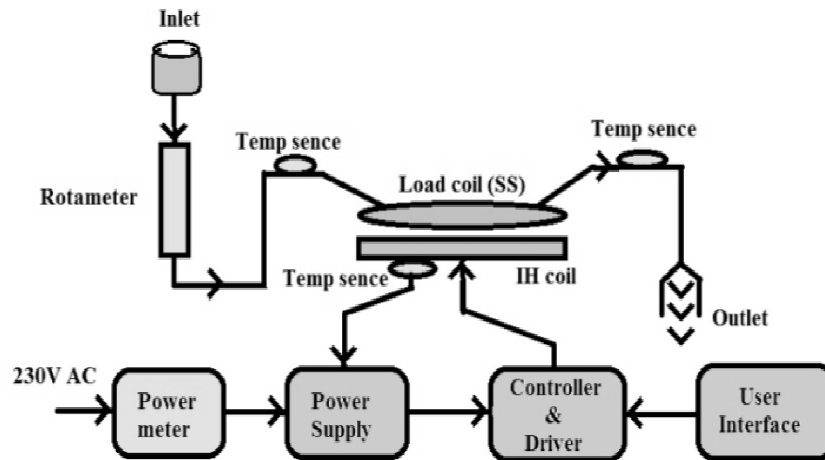 Inlet
Temp sence
Temp sence
Load coil (SS)
Rotameter
Temp sence
IH coil
Outlet
230V AC
Power
meter
Power
Supply
Controller
&
Driver
User
Interface